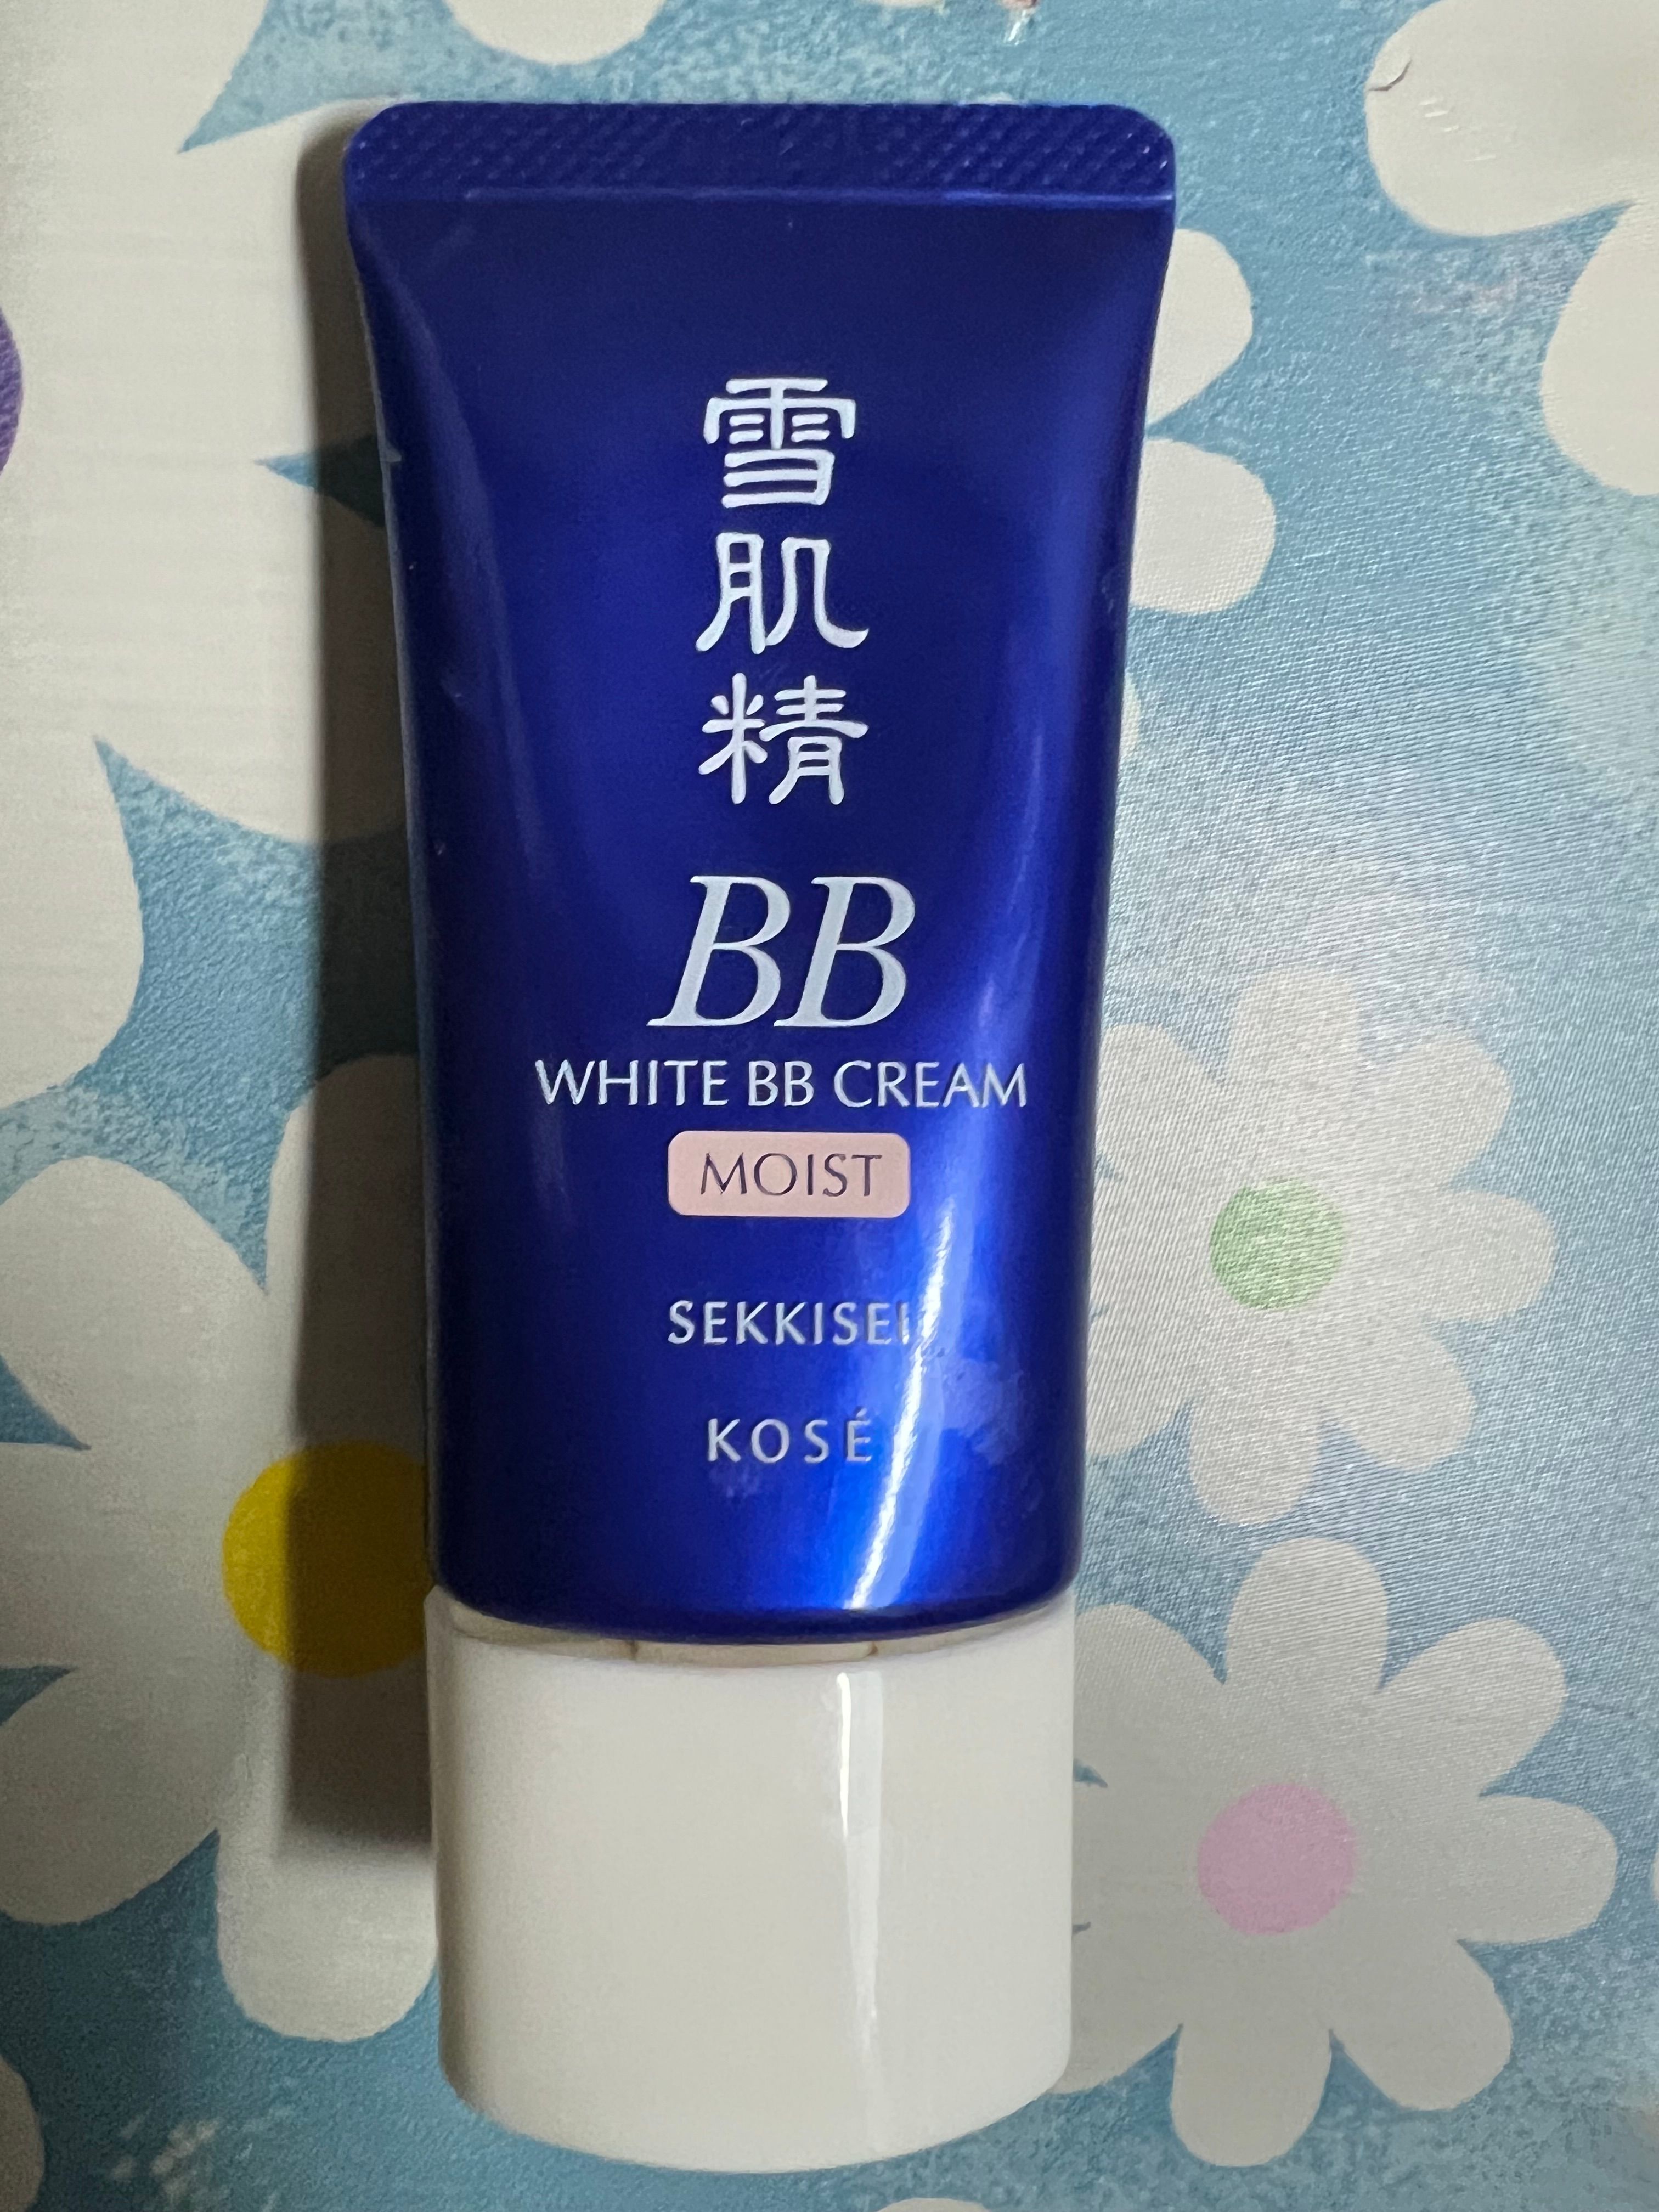 雪肌精
BB
WHITE BB CREAM
MOIST
SEKKISEI
KOSÉ